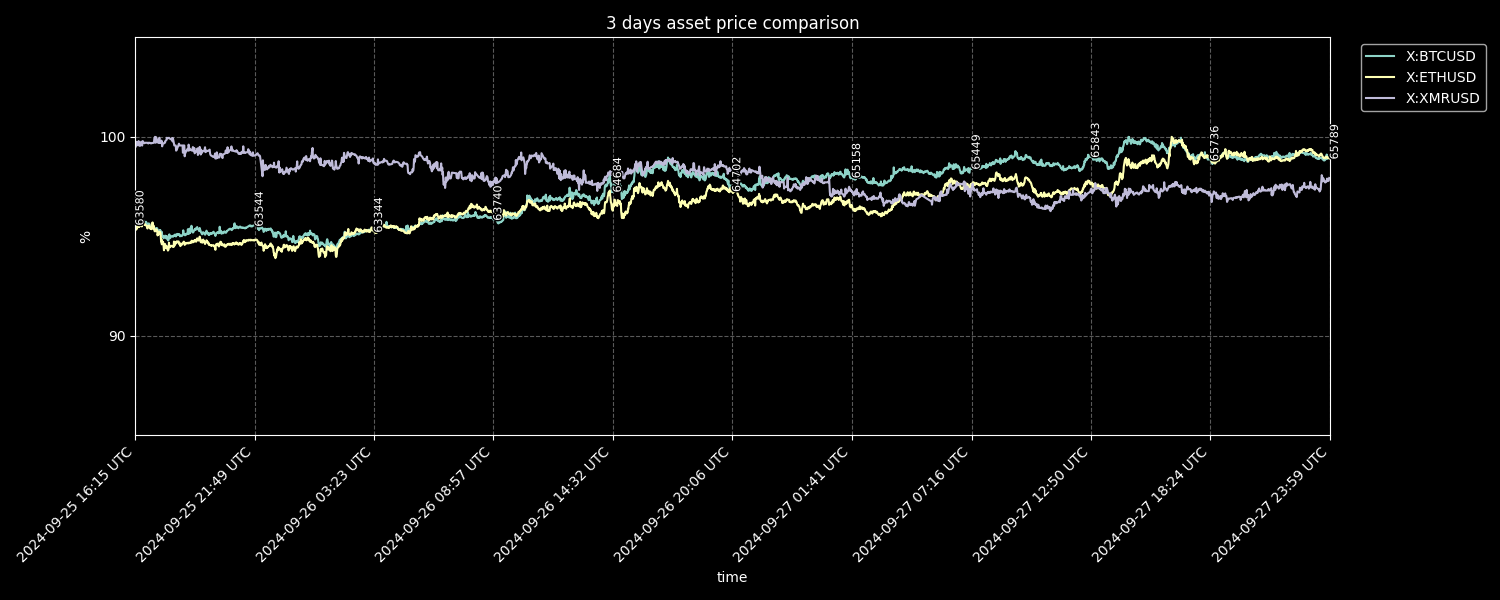 3 days asset price comparison
X:BTCUSD
X:ETHUSD
X:XMRUSD
100
90
%
63580
63544
63344
63740
64684
64702
65158
65449
65843
65736
65789
2024-09-25 16:15 UTC
2024-09-25 21:49 UTC
2024-09-26 03:23 UTC
2024-09-26 08:57 UTC
2024-09-26 14:32 UTC
2024-09-26 20:06 UTC
2024-09-27 01:41 UTC
2024-09-27 07:16 UTC
2024-09-27 12:50 UTC
2024-09-27 18:24 UTC
2024-09-27 23:59 UTC
time